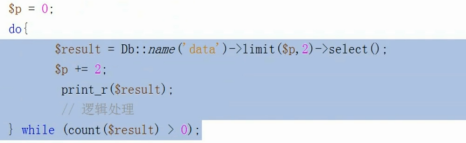 $p = 0;
do{
$result = Db::name('data')->limit($p,2)->select();
$p += 2;
print_r($result);
// 逻辑处理
} while (count($result) > 0);